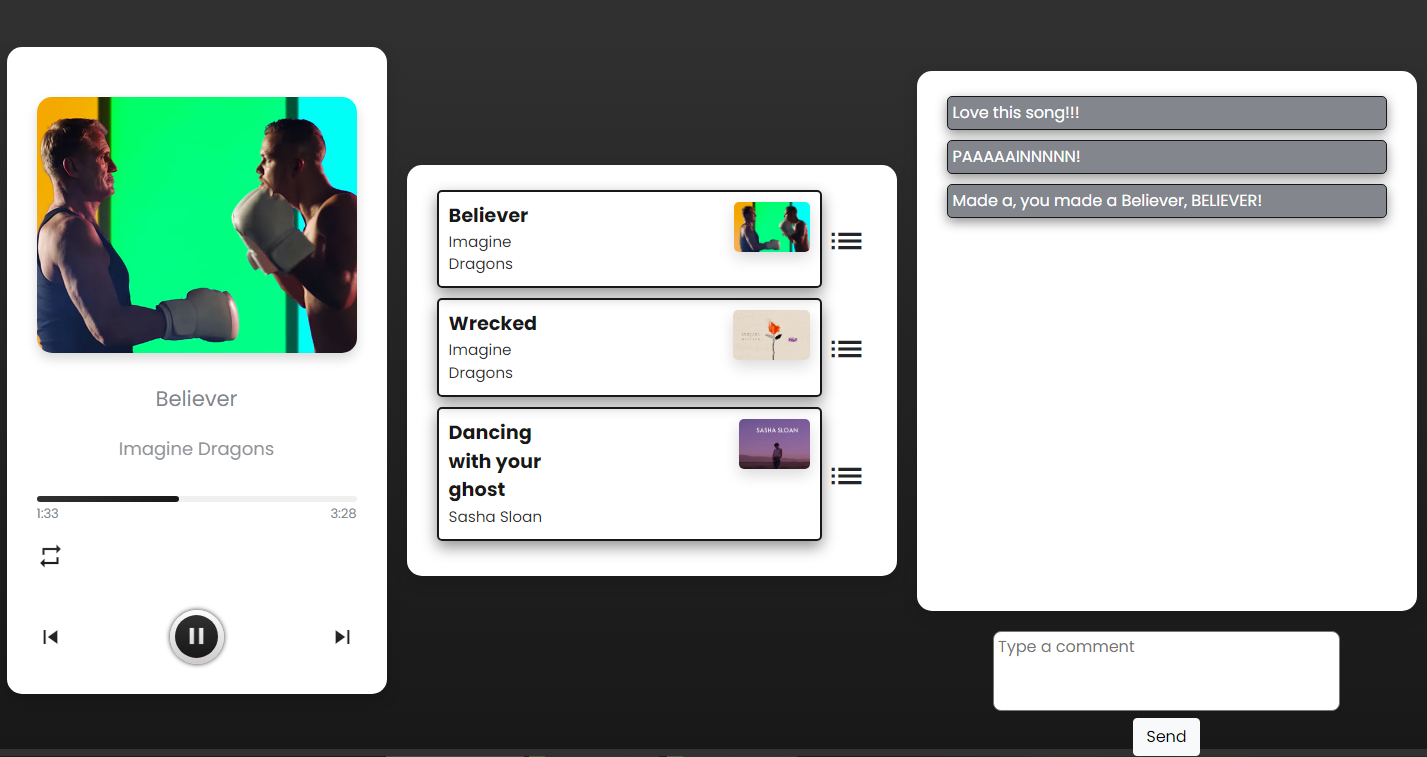 Believer
Imagine Dragons
1:33
3:28
Believer
Imagine
Dragons
Wrecked
Imagine
Dragons
Dancing
with your
ghost
Sasha Sloan
SASHA SLOAN
Love this song!!!
PAAAAAINNNNN!
Made a, you made a Believer, BELIEVER!
Type a comment
Send